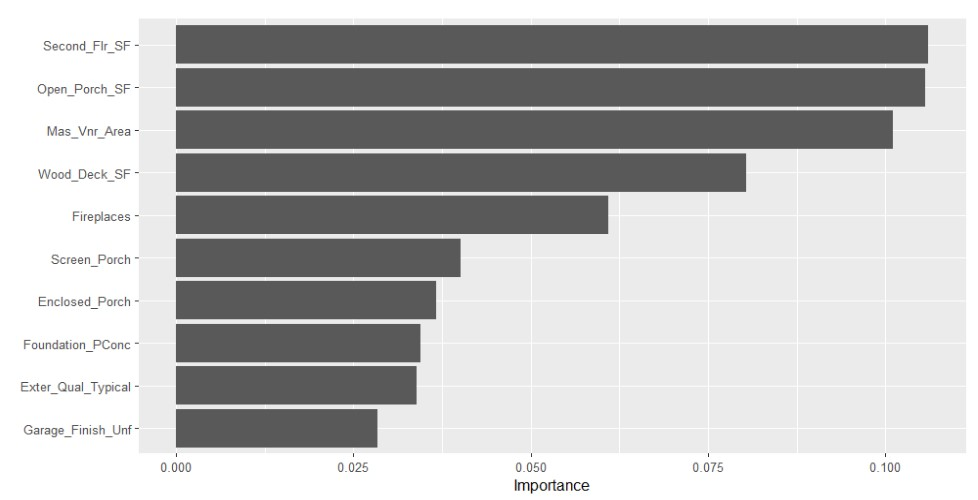 Second_Flr_SF
Open_Porch_SF
Mas_Vnr_Area
Wood_Deck_SF
Fireplaces
Screen_Porch
Enclosed_Porch
Foundation_PConc
Exter_Qual_Typical
Garage_Finish_Unf
0.000 0.025 0.050 0.075 0.100
Importance